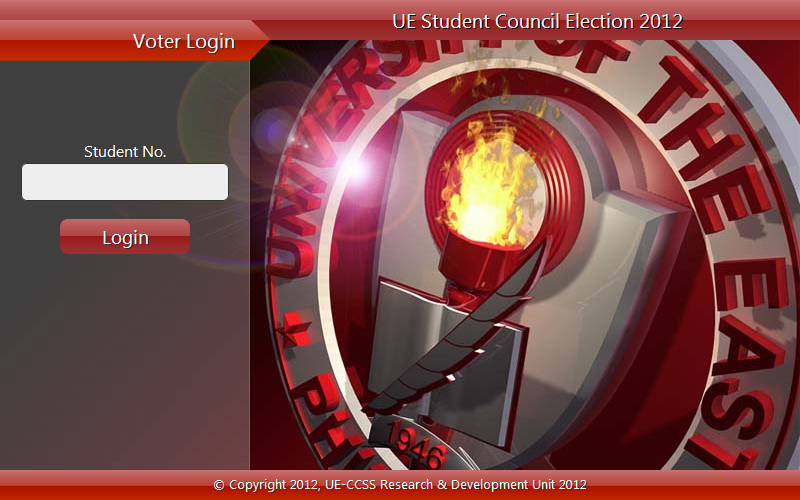 UE Student Council Election 2012
Voter Login
Student No.
Login
UNIVERSITY OF THE EAST
★ PHI
1946
© Copyright 2012, UE-CCSS Research & Development Unit 2012